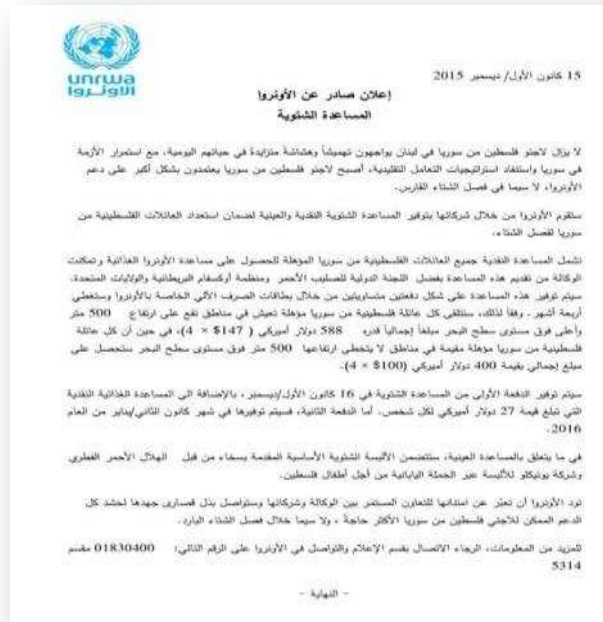 unrwa
الأونروا
15 كانون الأول/ ديسمبر 2015
إعلان صادر عن الأونروا
المساعدة الشتوية
لا يزال لاجئو فلسطين من سوريا في لبنان يواجهون تهميشاً وهشاشة متزايدة في حياتهم اليومية. مع استمرار الأزمة
في سوريا واستنفاد استراتيجيات التعامل التقليدية، أصبح لاجئو فلسطين من سوريا يعتمدون بشكل أكبر على دعم
الأونروا، لا سيما في فصل الشتاء القارس.
ستقوم الأونروا من خلال شركائها بتوفير المساعدة الشتوية النقدية والعينية لضمان استعداد العائلات الفلسطينية من
سوريا لفصل الشتاء.
تشمل المساعدة النقدية جميع العائلات الفلسطينية من سوريا المؤهلة للحصول على مساعدة الأونروا الغذائية وتمكنت
الوكالة من تقديم هذه المساعدة بفضل اللجنة الدولية للصليب الأحمر ومنظمة أوكسفام البريطانية والولايات المتحدة.
سيتم توفير هذه المساعدة على شكل دفعتين متساويتين من خلال بطاقات الصرف الآلي الخاصة بالأونروا وستغطي
أربعة أشهر. وفقاً لذلك، ستتلقى كل عائلة فلسطينية من سوريا مؤهلة تعيش في مناطق تقع على ارتفاع 500 متر
وأعلى فوق مستوى سطح البحر مبلغاً إجمالياً قدره 588 دولار أميركي ( 147$ × 4)، في حين أن كل عائلة
فلسطينية من سوريا مؤهلة مقيمة في مناطق لا يتخطى ارتفاعها 500 متر فوق مستوى سطح البحر ستحصل على
مبلغ إجمالي بقيمة 400 دولار أميركي (100$ × 4).
سيتم توفير الدفعة الأولى من المساعدة الشتوية في 16 كانون الأول/ديسمبر، بالإضافة الى المساعدة الغذائية النقدية
التي تبلغ قيمة 27 دولار أميركي لكل شخص. أما الدفعة الثانية، فسيتم توفيرها في شهر كانون الثاني/يناير من العام
2016.
في ما يتعلق بالمساعدة العينية، ستتضمن الألبسة الشتوية الأساسية المقدمة بسخاء من قبل الهلال الأحمر القطري
وشركة يونيكلو للألبسة عبر الحملة اليابانية من أجل أطفال فلسطين.
تود الأونروا أن تعبّر عن امتنانها للتعاون المستمر بين الوكالة وشركائها وستواصل بذل قصارى جهدها لحشد كل
الدعم الممكن للاجئي فلسطين من سوريا الأكثر حاجةً ، ولا سيما خلال فصل الشتاء البارد.
للمزيد من المعلومات، الرجاء الاتصال بقسم الإعلام والتواصل في الأونروا على الرقم التالي: 01830400 مقسم
5314
- النهاية -